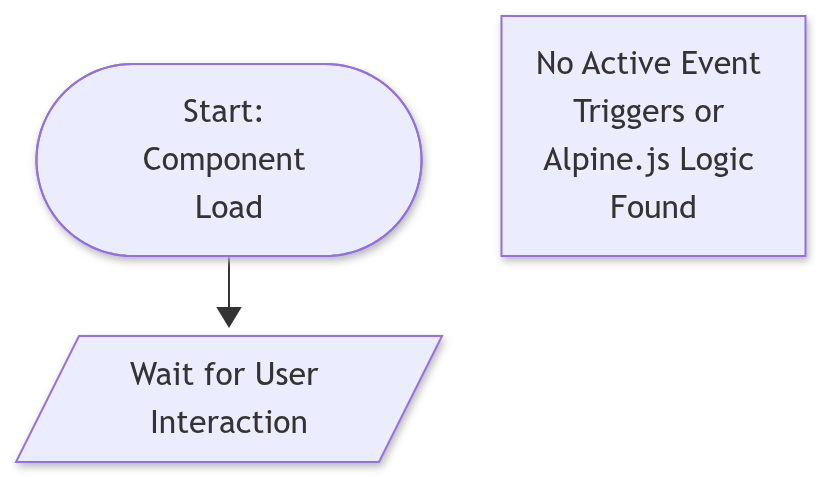 Start:
Component
Load
No Active Event
Triggers or
Alpine.js Logic
Found
Wait for User
Interaction